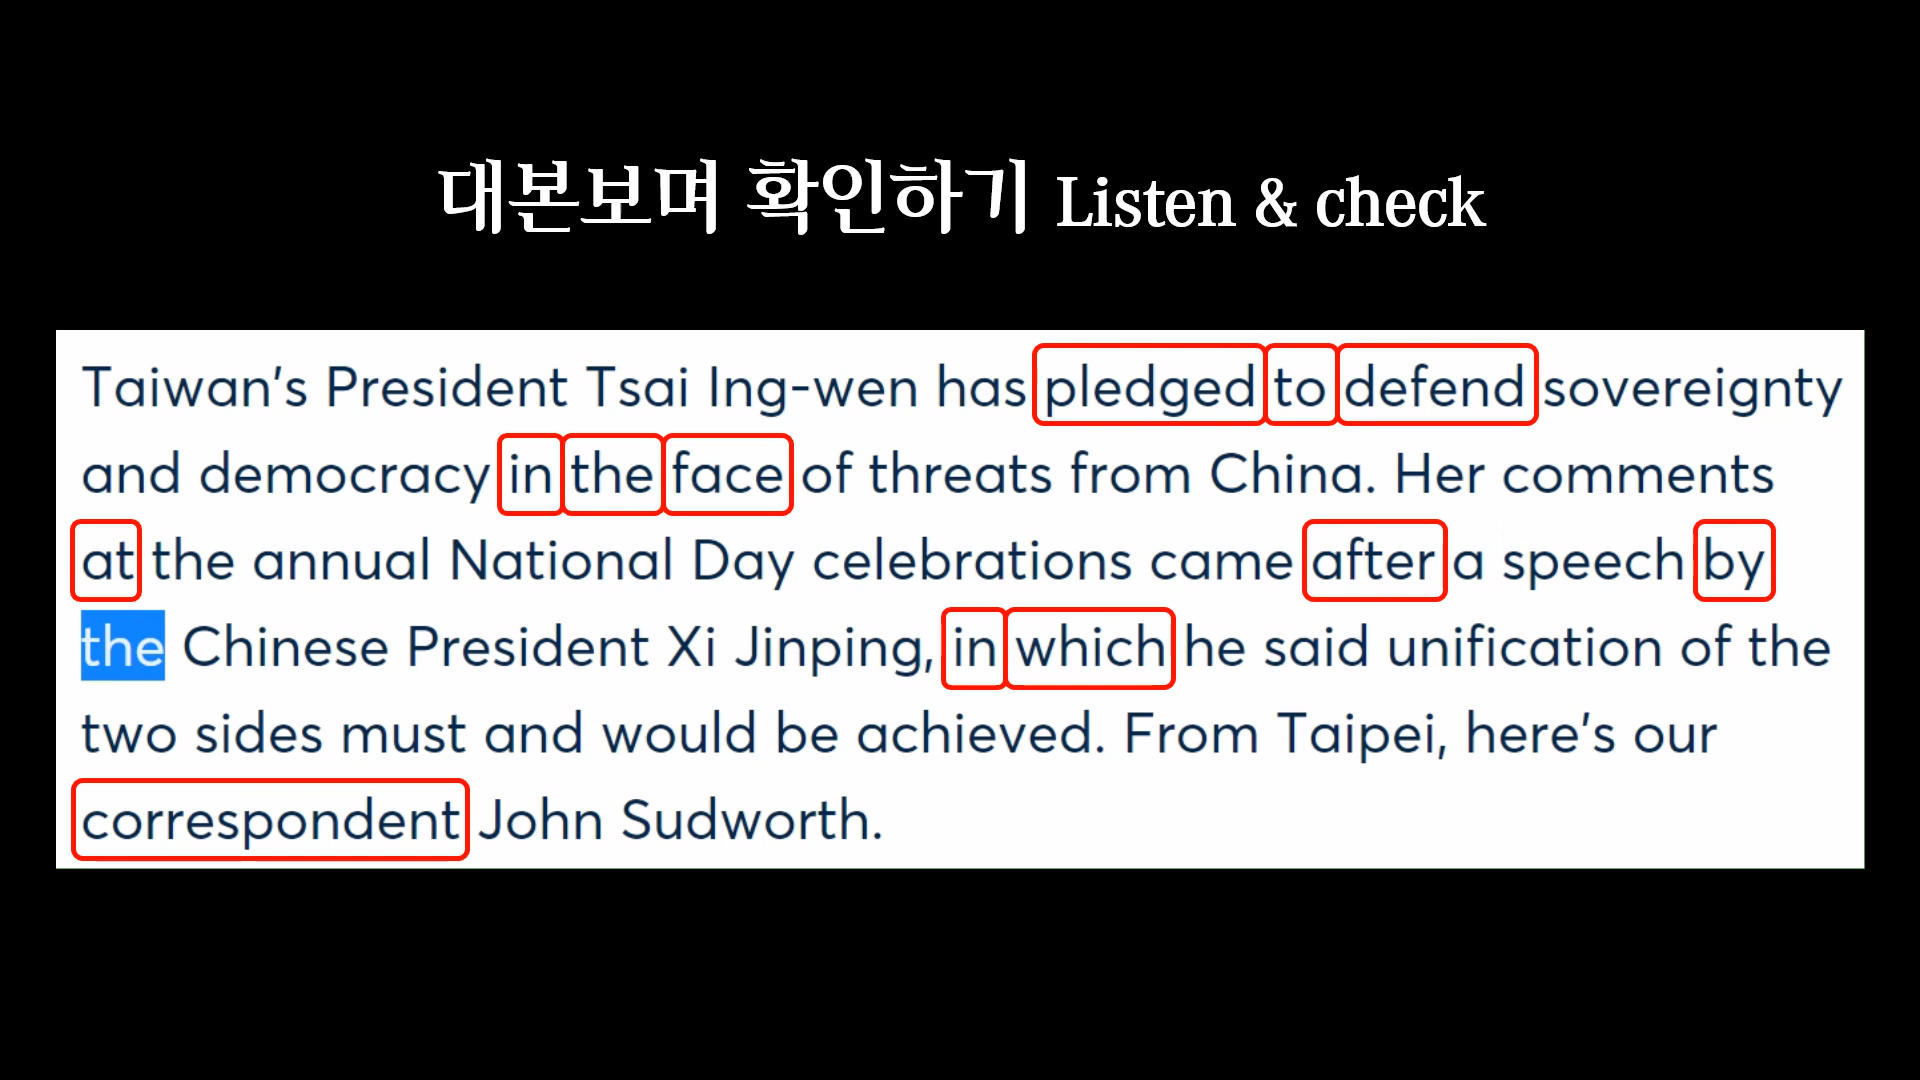 대본보며 확인하기 Listen & check
Taiwan's President Tsai Ing-wen has pledged to defend sovereignty
and democracy in the face of threats from China. Her comments
at the annual National Day celebrations came after a speech by
the Chinese President Xi Jinping, in which he said unification of the
two sides must and would be achieved. From Taipei, here's our
correspondent John Sudworth.